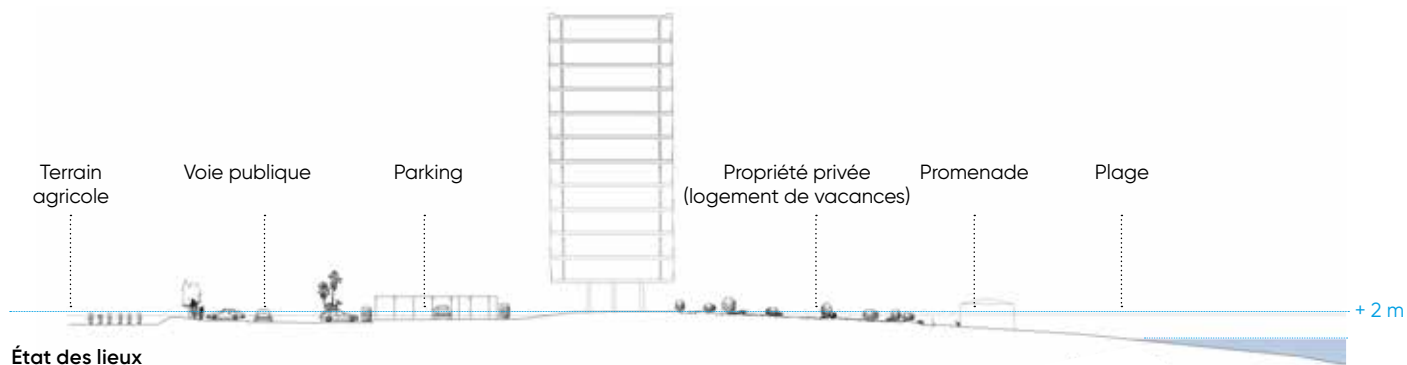 Terrain
agricole
Voie publique
Parking
Propriété privée
(logement de vacances)
Promenade
Plage
+ 2 m
État des lieux